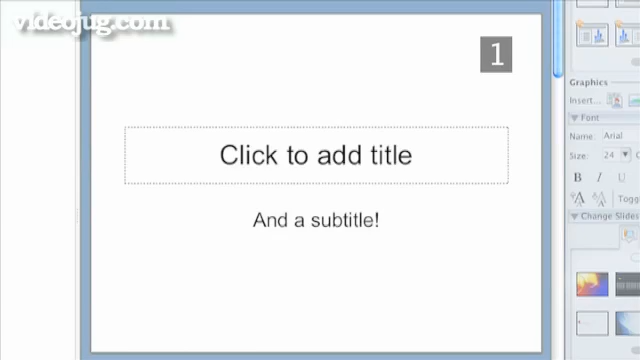 videojug.com
1
Click to add title
And a subtitle!
Graphics
Insert...
Font
Name: Arial
Size: 24
B I U
A A
Change Slides